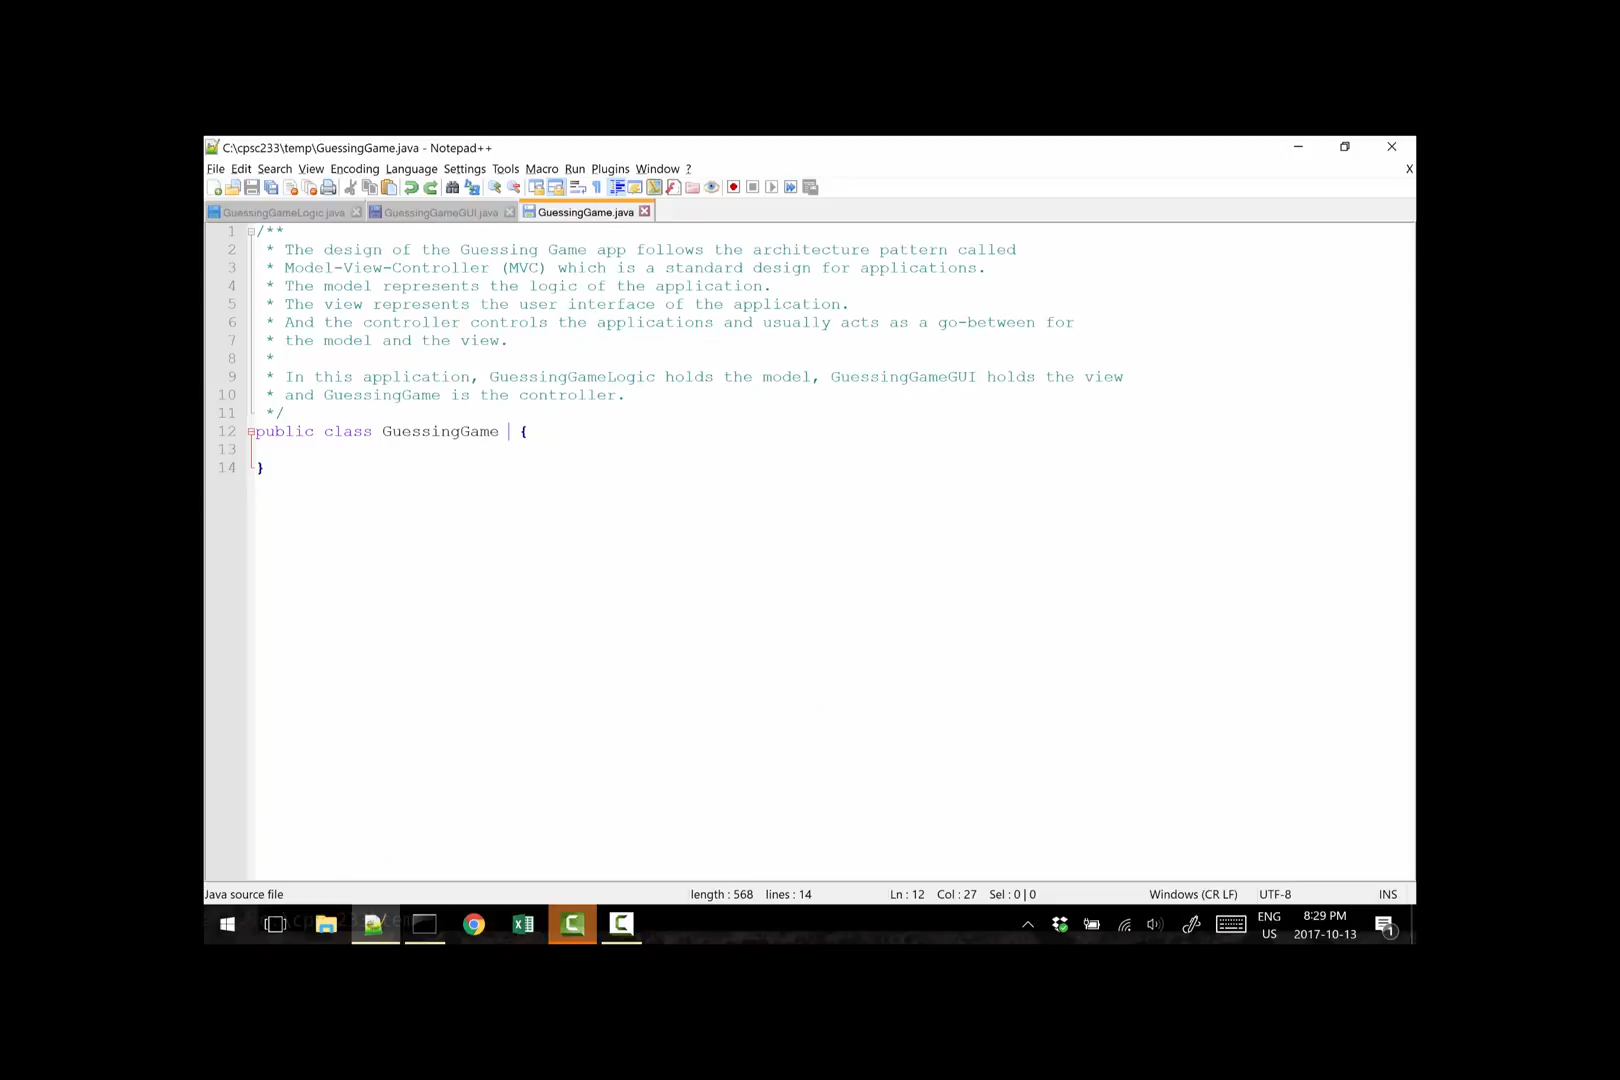 C:\cpsc233\temp\GuessingGame.java - Notepad++
File Edit Search View Encoding Language Settings Tools Macro Run Plugins Window ? X
GuessingGameLogic.java GuessingGameGUI.java GuessingGame.java
1 /**
2 * The design of the Guessing Game app follows the architecture pattern called
3 * Model-View-Controller (MVC) which is a standard design for applications.
4 * The model represents the logic of the application.
5 * The view represents the user interface of the application.
6 * And the controller controls the applications and usually acts as a go-between for
7 * the model and the view.
8 *
9 * In this application, GuessingGameLogic holds the model, GuessingGameGUI holds the view
10 * and GuessingGame is the controller.
11 */
12 public class GuessingGame {
13
14 }
Java source file length : 568 lines : 14 Ln : 12 Col : 27 Sel : 0 | 0 Windows (CR LF) UTF-8 INS
ENG 8:29 PM
US 2017-10-13 1